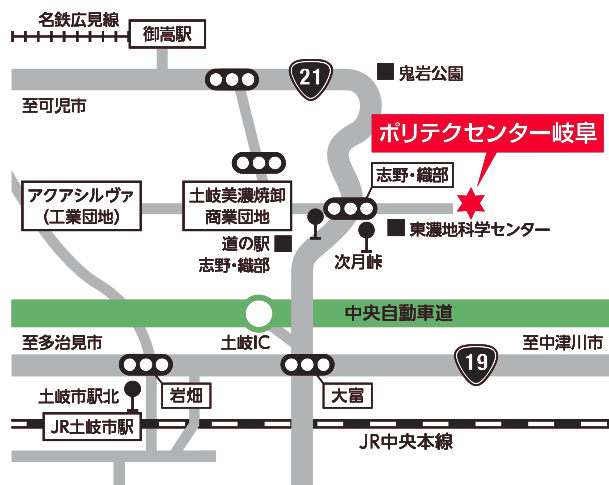 名鉄広見線
御嵩駅
21
鬼岩公園
至可児市
ポリテクセンター岐阜
志野・織部
アクアシルヴァ
(工業団地)
土岐美濃焼卸
商業団地
東濃地科学センター
道の駅
志野・織部
次月峠
中央自動車道
至多治見市
土岐IC
至中津川市
19
土岐市駅北
岩畑
大富
JR土岐市駅
JR中央本線